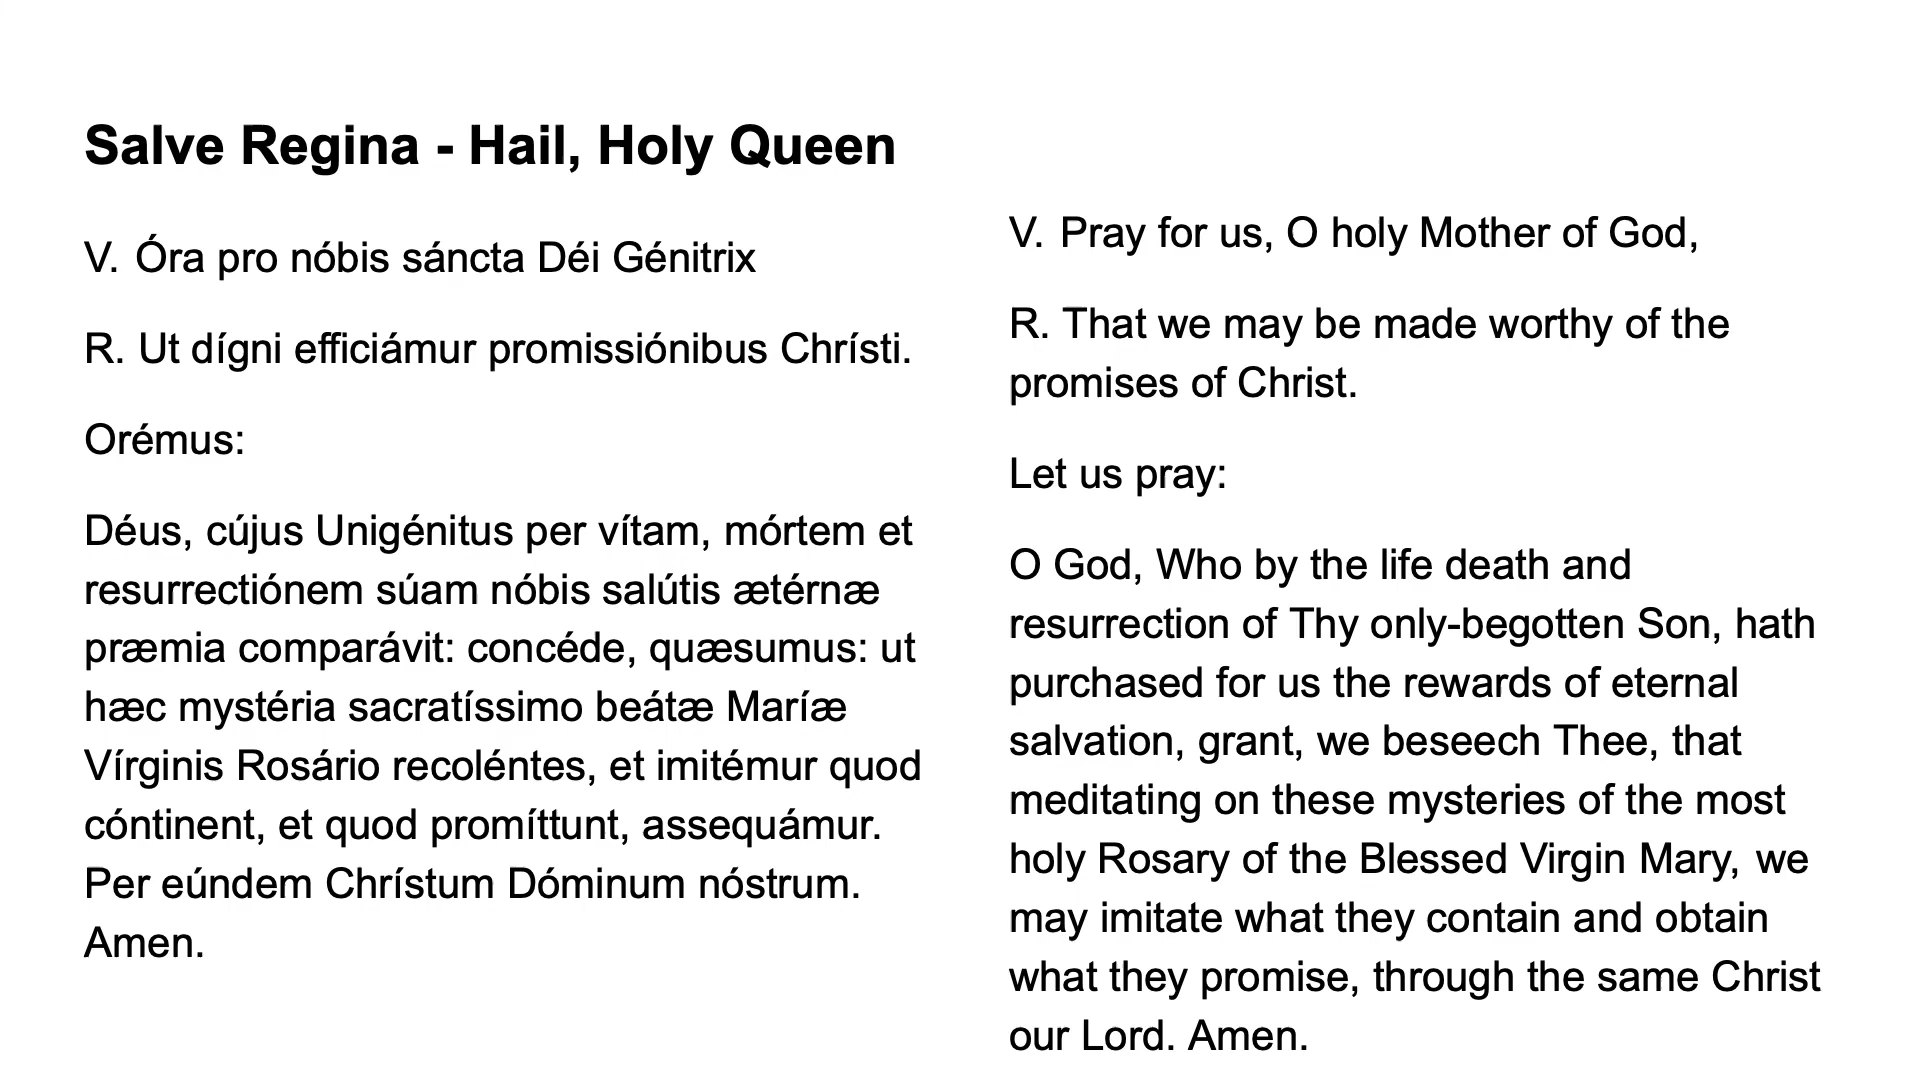 Salve Regina - Hail, Holy Queen
V. Óra pro nóbis sáncta Déi Génitrix
R. Ut dígni efficiámur promissiónibus Chrísti.
Orémus:
Déus, cújus Unigénitus per vítam, mórtem et
resurrectiónem súam nóbis salútis ætérnæ
præmia comparávit: concéde, quæsumus: ut
hæc mystéria sacratíssimo beátæ Maríæ
Vírginis Rosário recoléntes, et imitémur quod
cóntinent, et quod promíttunt, assequámur.
Per eúndem Chrístum Dóminum nóstrum.
Amen.
V. Pray for us, O holy Mother of God,
R. That we may be made worthy of the
promises of Christ.
Let us pray:
O God, Who by the life death and
resurrection of Thy only-begotten Son, hath
purchased for us the rewards of eternal
salvation, grant, we beseech Thee, that
meditating on these mysteries of the most
holy Rosary of the Blessed Virgin Mary, we
may imitate what they contain and obtain
what they promise, through the same Christ
our Lord. Amen.